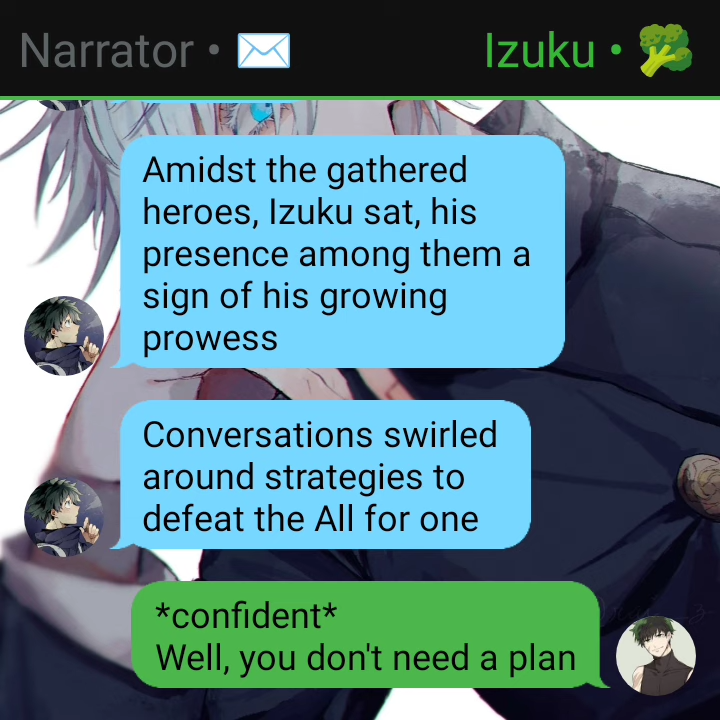 Narrator • ✉️
Izuku • 🥦
Amidst the gathered
heroes, Izuku sat, his
presence among them a
sign of his growing
prowess
Conversations swirled
around strategies to
defeat the All for one
*confident*
Well, you don't need a plan